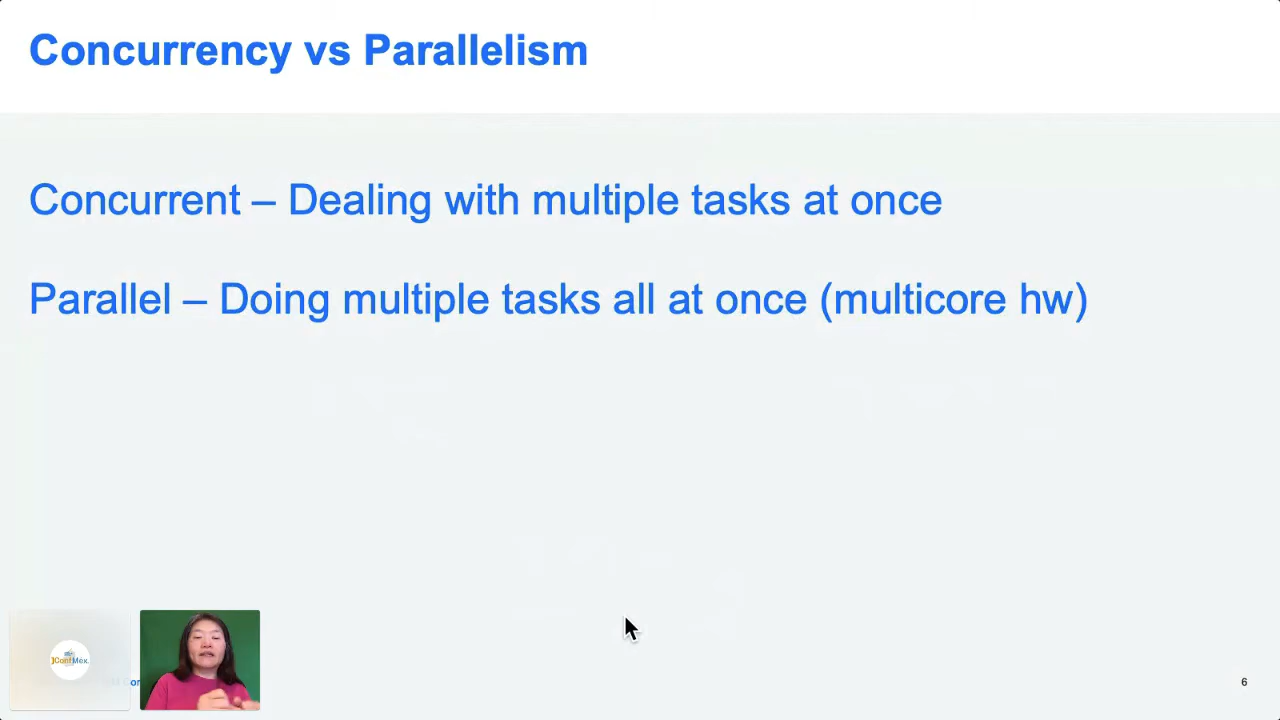 Concurrency vs Parallelism
Concurrent – Dealing with multiple tasks at once
Parallel – Doing multiple tasks all at once (multicore hw)
JConfMéx
6